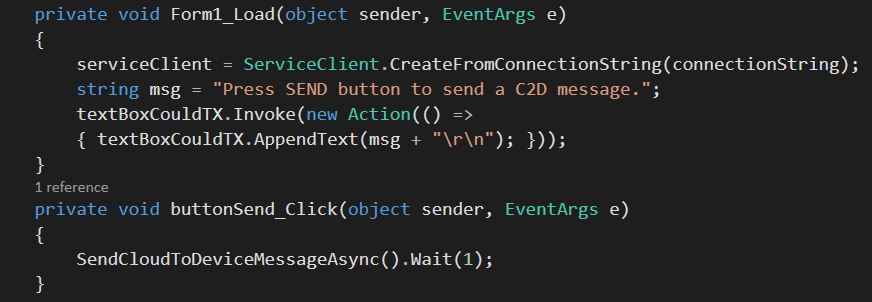 private void Form1_Load(object sender, EventArgs e)
{
serviceClient = ServiceClient.CreateFromConnectionString(connectionString);
string msg = "Press SEND button to send a C2D message.";
textBoxCouldTX.Invoke(new Action(() =>
{ textBoxCouldTX.AppendText(msg + "\r\n"); }));
}
1 reference
private void buttonSend_Click(object sender, EventArgs e)
{
SendCloudToDeviceMessageAsync().Wait(1);
}